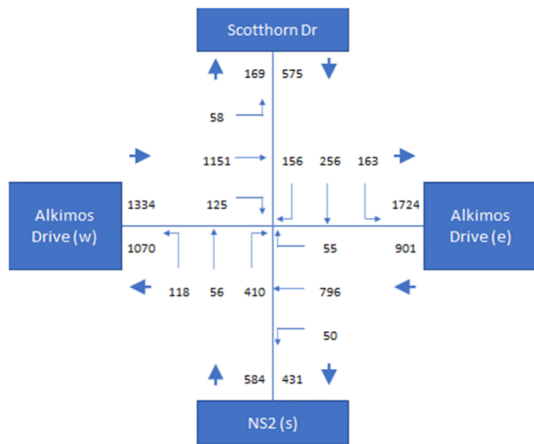 Scotthorn Dr
169 575
58
1151 156 256 163
Alkimos
Drive (w)
1334 125 1724
Alkimos
Drive (e)
1070 55 901
118 56 410 796
50
584 431
NS2 (s)